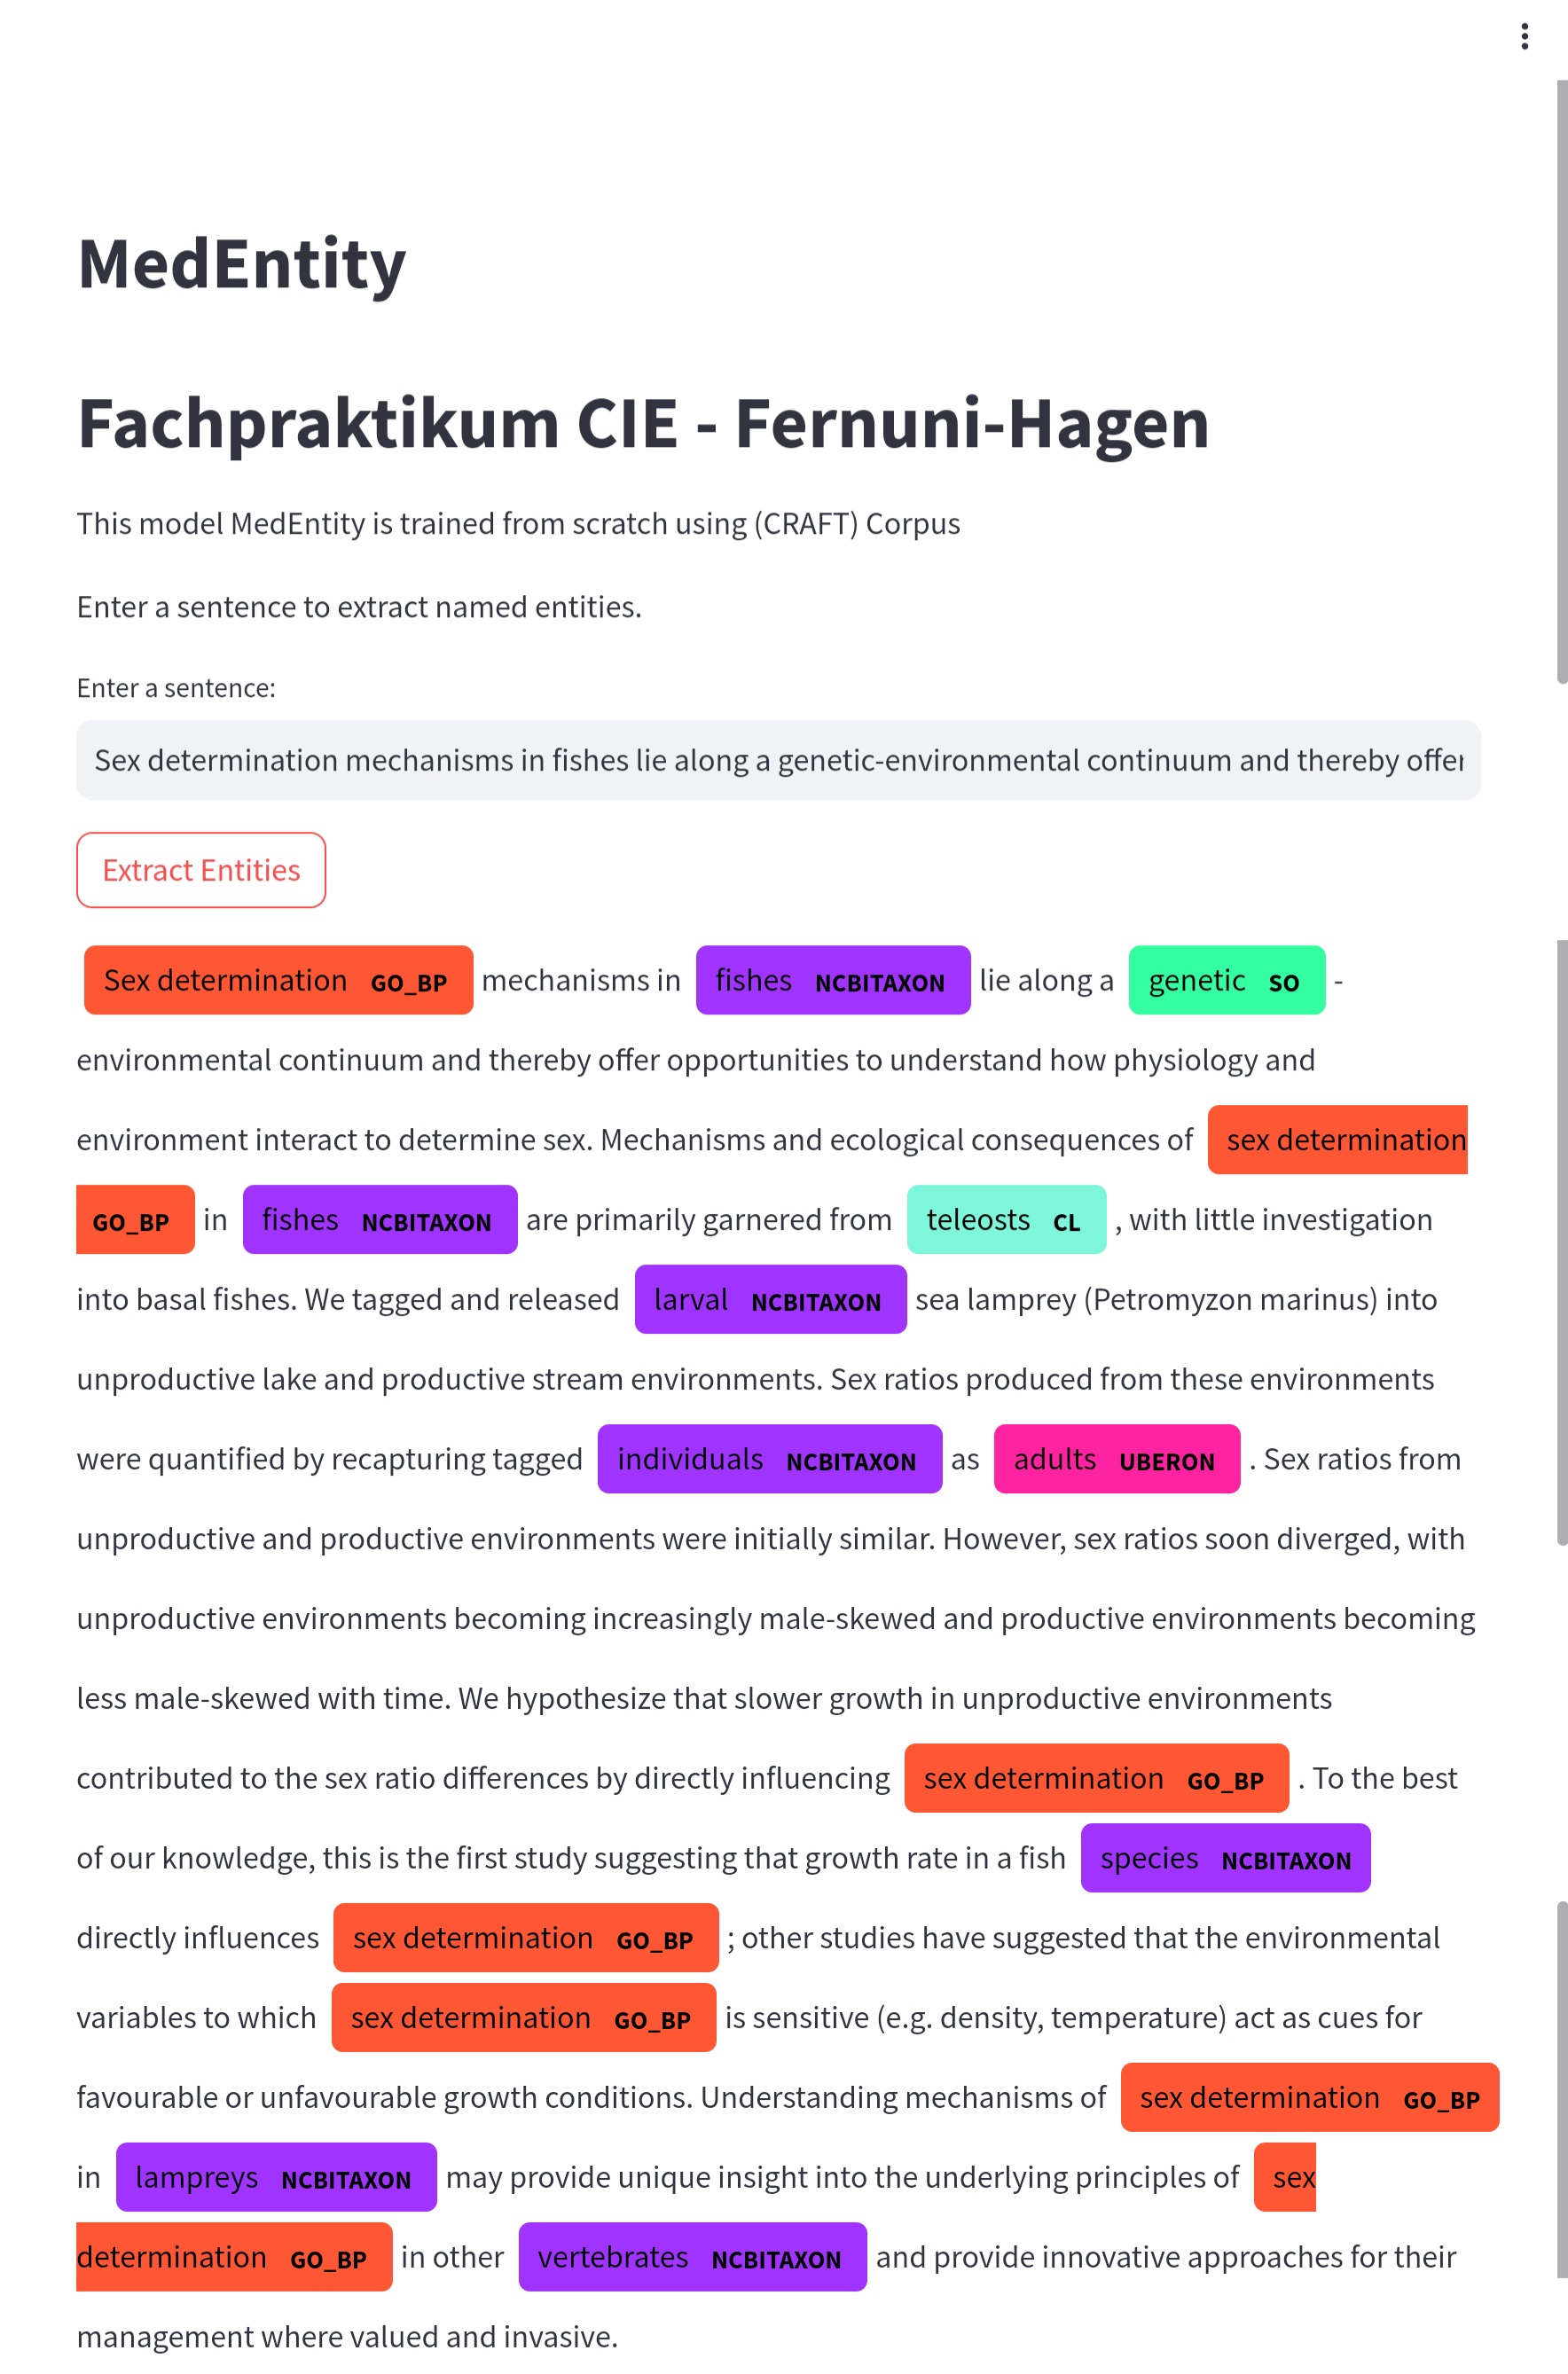 MedEntity
Fachpraktikum CIE - Fernuni-Hagen
This model MedEntity is trained from scratch using (CRAFT) Corpus
Enter a sentence to extract named entities.
Enter a sentence:
Sex determination mechanisms in fishes lie along a genetic-environmental continuum and thereby offer
Extract Entities
Sex determination GO_BP mechanisms in fishes NCBITAXON lie along a genetic SO -
environmental continuum and thereby offer opportunities to understand how physiology and
environment interact to determine sex. Mechanisms and ecological consequences of sex determination
GO_BP in fishes NCBITAXON are primarily garnered from teleosts CL , with little investigation
into basal fishes. We tagged and released larval NCBITAXON sea lamprey (Petromyzon marinus) into
unproductive lake and productive stream environments. Sex ratios produced from these environments
were quantified by recapturing tagged individuals NCBITAXON as adults UBERON . Sex ratios from
unproductive and productive environments were initially similar. However, sex ratios soon diverged, with
unproductive environments becoming increasingly male-skewed and productive environments becoming
less male-skewed with time. We hypothesize that slower growth in unproductive environments
contributed to the sex ratio differences by directly influencing sex determination GO_BP . To the best
of our knowledge, this is the first study suggesting that growth rate in a fish species NCBITAXON
directly influences sex determination GO_BP ; other studies have suggested that the environmental
variables to which sex determination GO_BP is sensitive (e.g. density, temperature) act as cues for
favourable or unfavourable growth conditions. Understanding mechanisms of sex determination GO_BP
in lampreys NCBITAXON may provide unique insight into the underlying principles of sex
determination GO_BP in other vertebrates NCBITAXON and provide innovative approaches for their
management where valued and invasive.